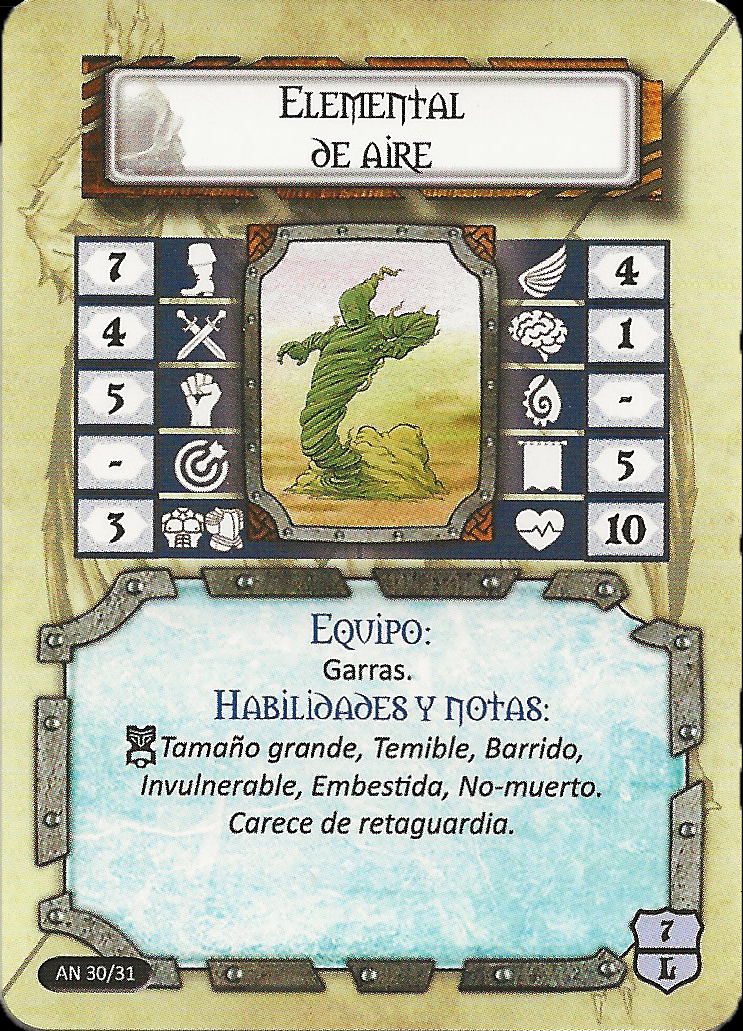 Elemental
de aire
7
4
4
1
5
-
-
5
3
10
Equipo:
Garras.
Habilidades y notas:
Tamaño grande, Temible, Barrido,
Invulnerable, Embestida, No-muerto.
Carece de retaguardia.
7
L
AN 30/31